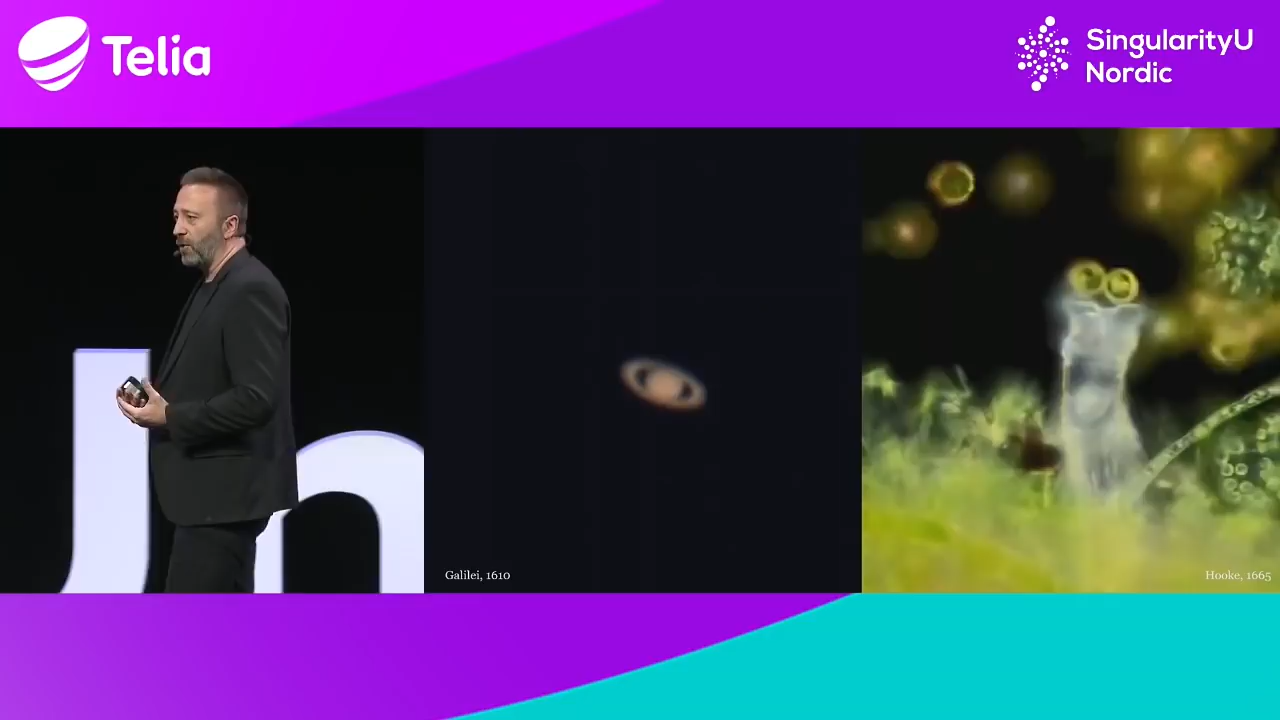 Telia
SingularityU
Nordic
Galilei, 1610
Hooke, 1665